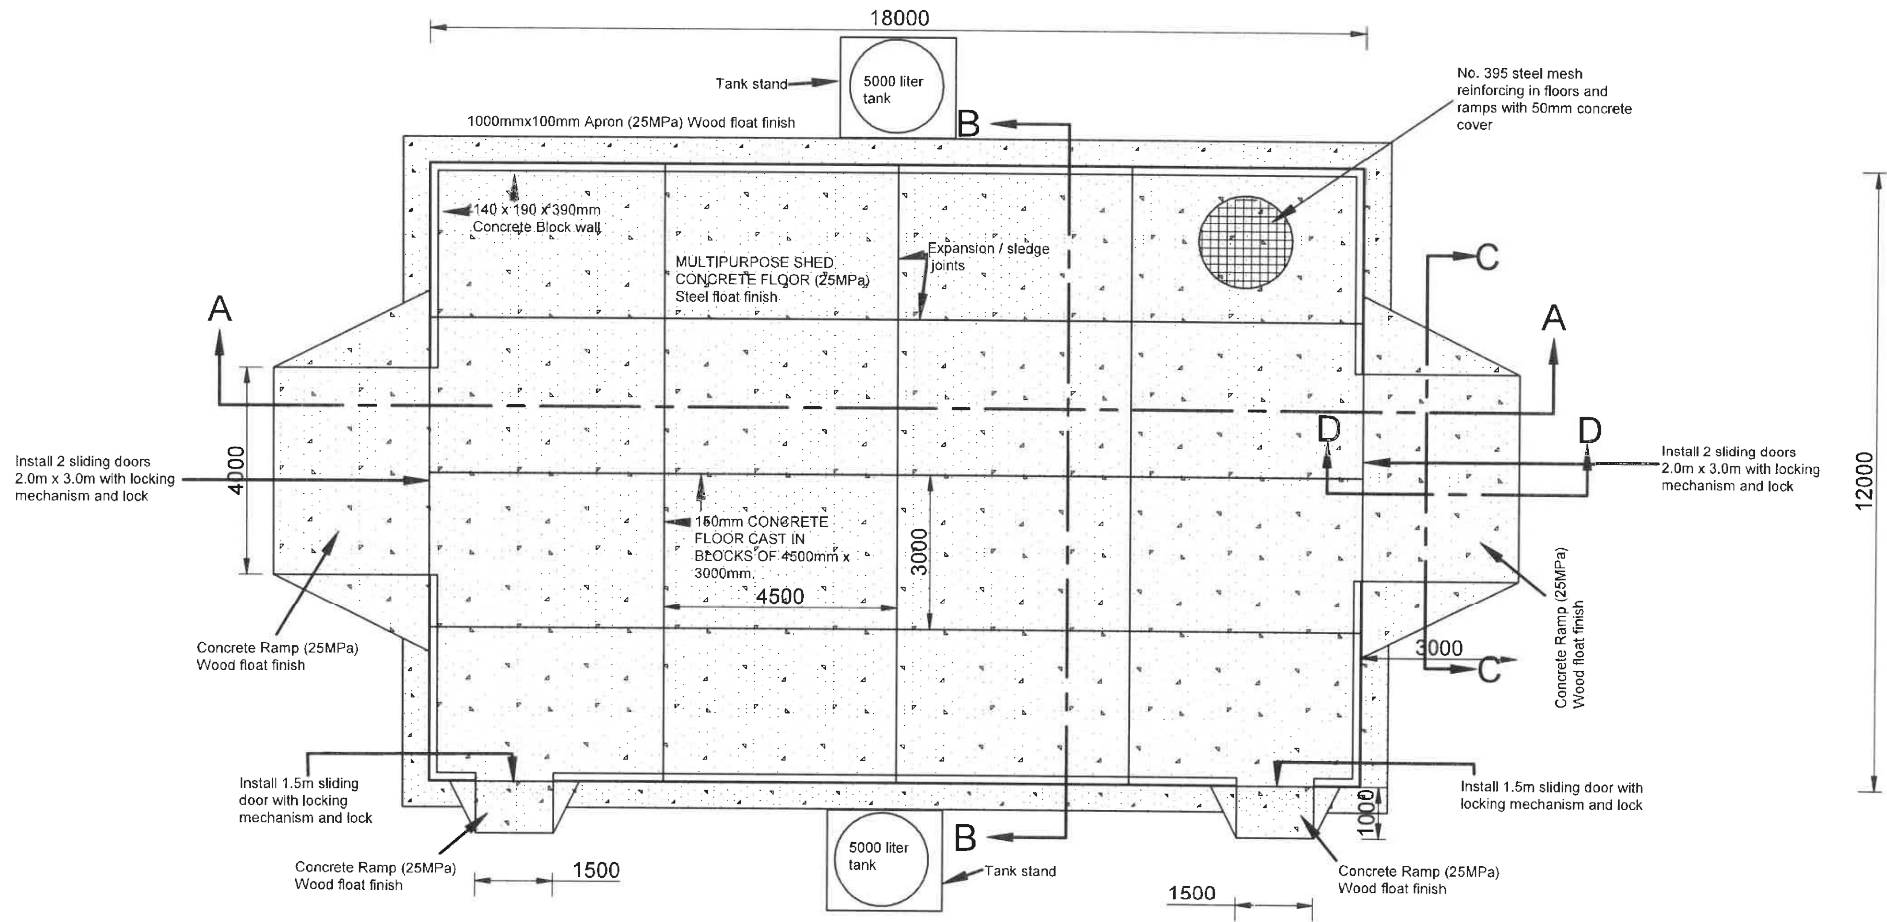 18000
Tank stand
5000 liter
tank
No. 395 steel mesh
reinforcing in floors and
ramps with 50mm concrete
cover
1000mmx100mm Apron (25MPa) Wood float finish
B
140 x 190 x 390mm
Concrete Block wall
Expansion / sledge
joints
MULTIPURPOSE SHED
CONCRETE FLOOR (25MPa)
Steel float finish
C
A
A
D
D
Install 2 sliding doors
2.0m x 3.0m with locking
mechanism and lock
4000
Install 2 sliding doors
2.0m x 3.0m with locking
mechanism and lock
12000
150mm CONCRETE
FLOOR CAST IN
BLOCKS OF 4500mm x
3000mm.
3000
4500
Concrete Ramp (25MPa)
Wood float finish
Concrete Ramp (25MPa)
Wood float finish
3000
C
Install 1.5m sliding
door with locking
mechanism and lock
Install 1.5m sliding door with
locking mechanism and lock
1000
5000 liter
tank
B
Tank stand
Concrete Ramp (25MPa)
Wood float finish
1500
Concrete Ramp (25MPa)
Wood float finish
1500